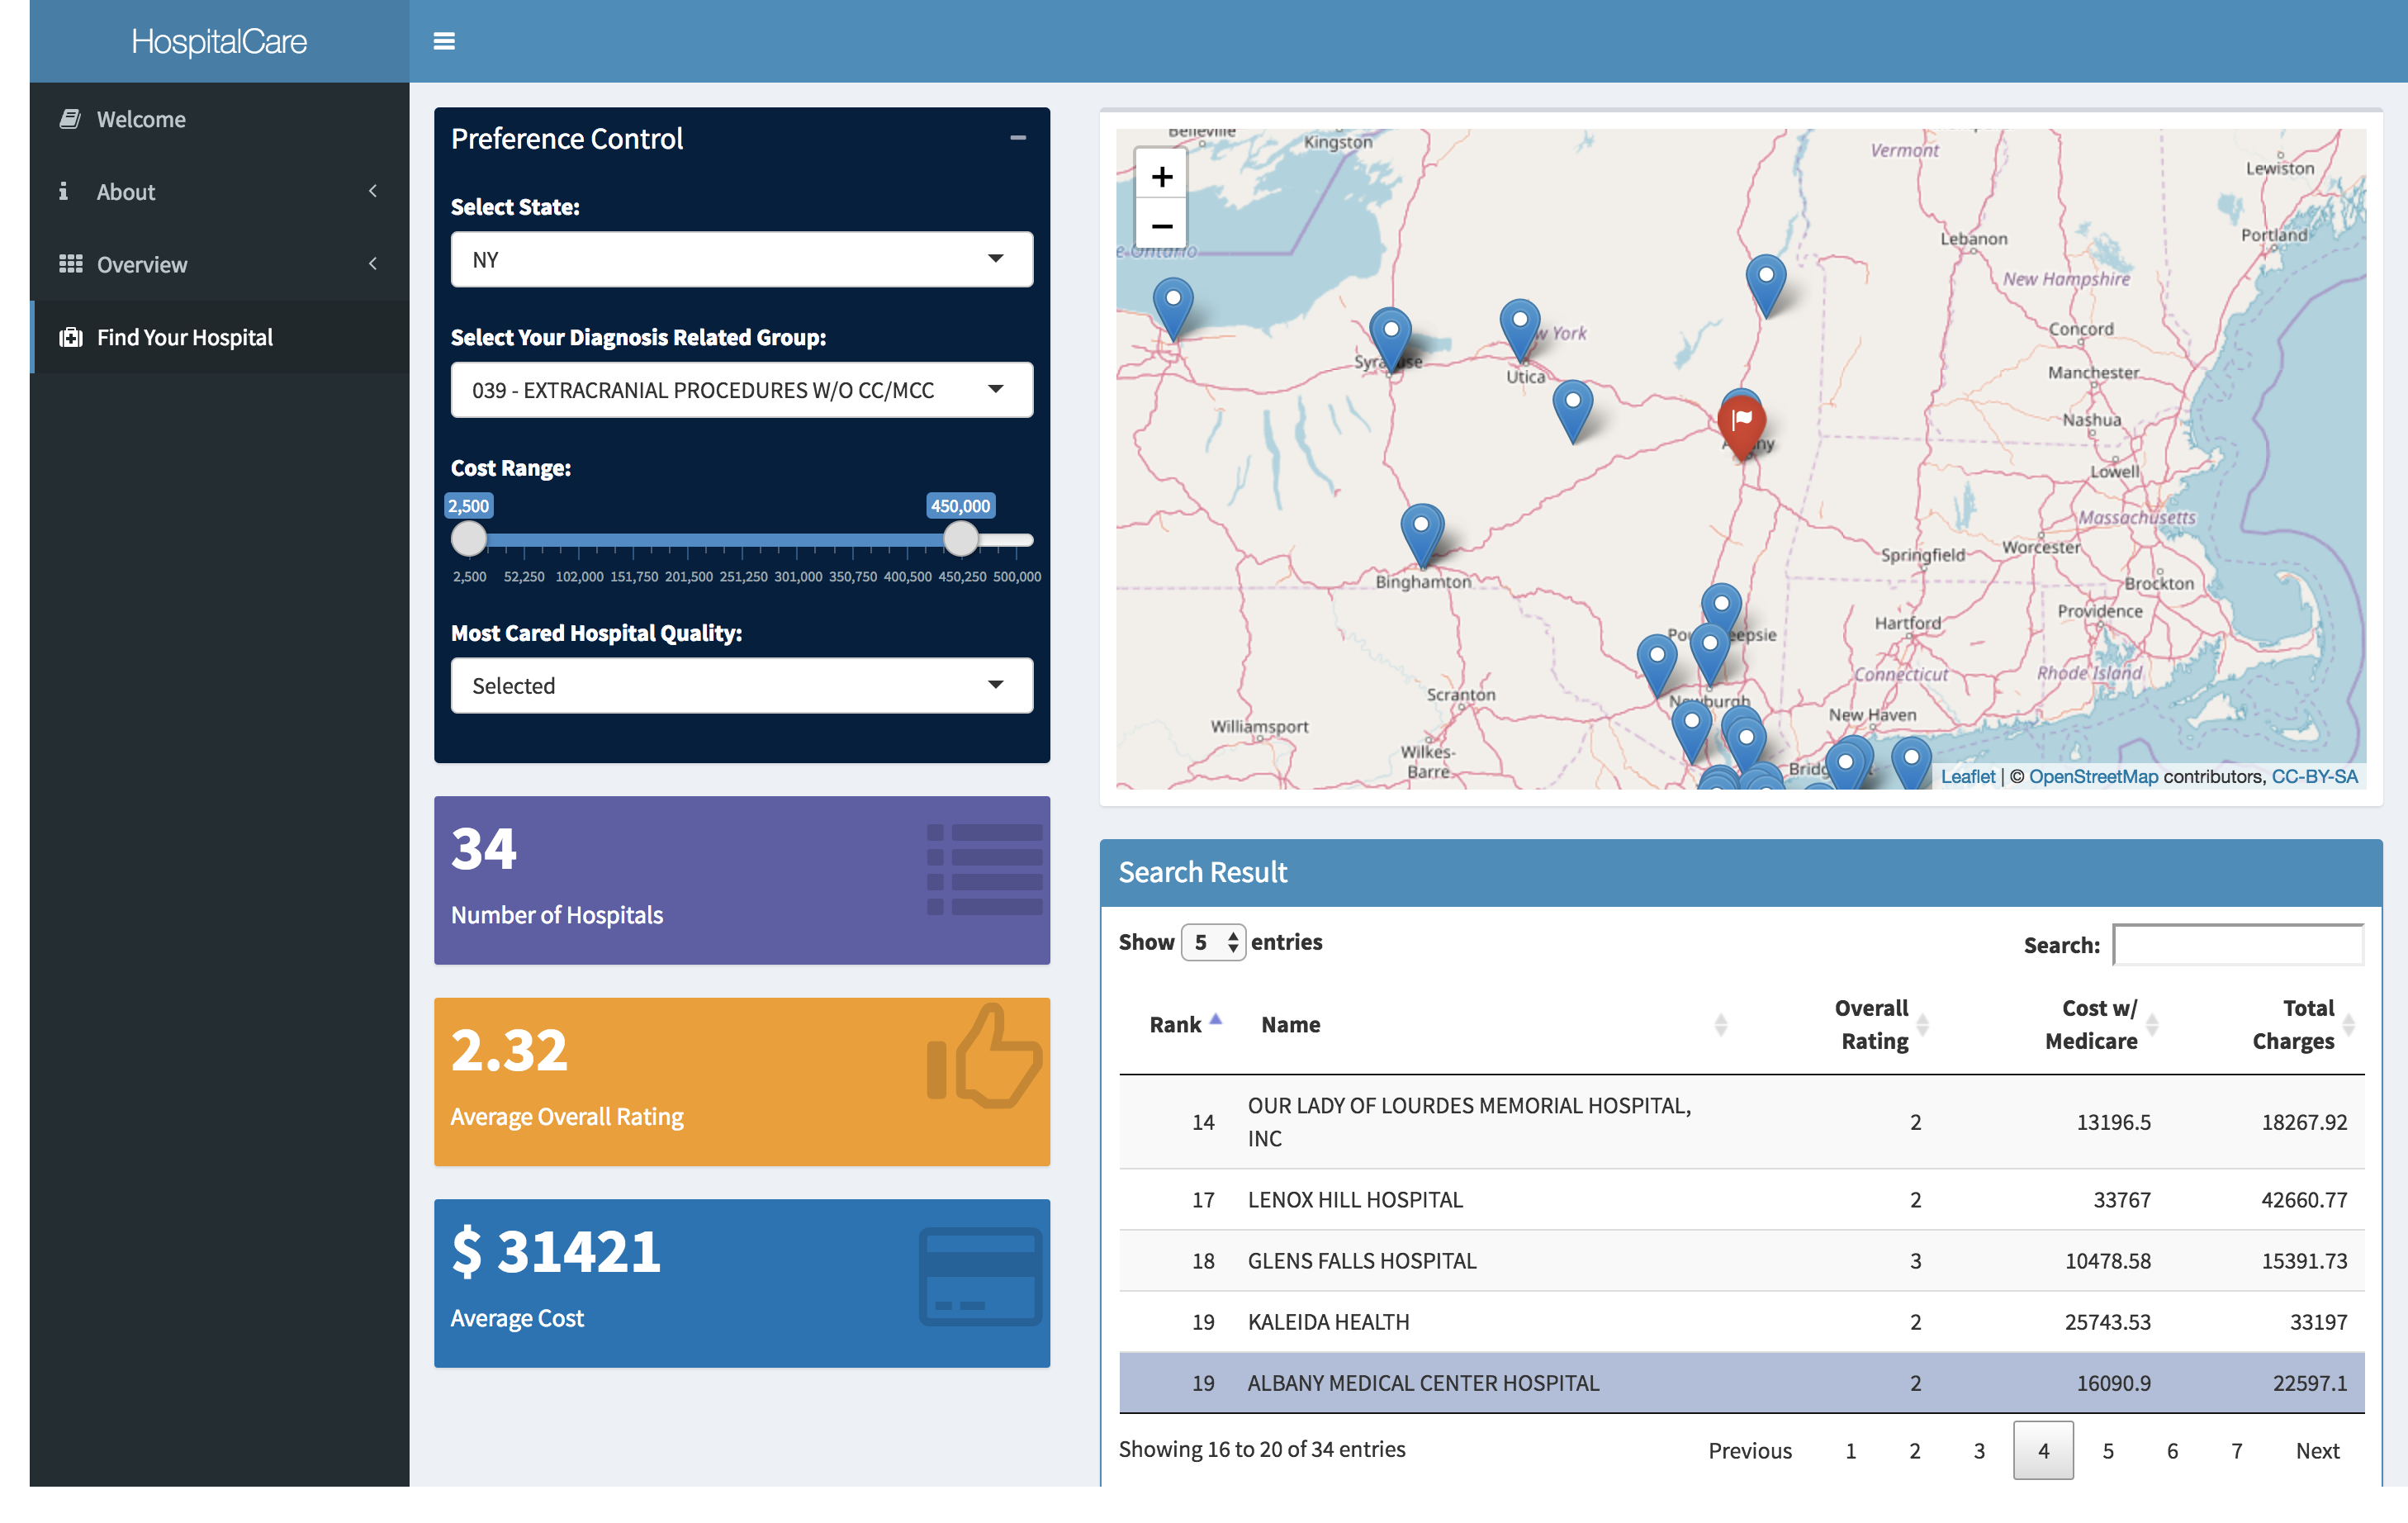 HospitalCare
Welcome
About
Overview
Find Your Hospital
Preference Control
Select State:
NY
Select Your Diagnosis Related Group:
039 - EXTRACRANIAL PROCEDURES W/O CC/MCC
Cost Range:
2,500 450,000
2,500 52,250 102,000 151,750 201,500 251,250 301,000 350,750 400,500 450,250 500,000
Most Cared Hospital Quality:
Selected
34
Number of Hospitals
2.32
Average Overall Rating
$ 31421
Average Cost
+
−
Belleville
Kingston
Vermont
Lewiston
Lebanon
Portland
New Hampshire
Concord
Manchester
Nashua
Lowell
Utica
Massachusetts
Springfield
Worcester
Binghamton
Brockton
Providence
Hartford
Connecticut
Rhode Island
Scranton
Newburgh
New Haven
Williamsport
Wilkes-
Barre
Leaflet | © OpenStreetMap contributors, CC-BY-SA
Search Result
Show 5 entries
Search:
Rank Name Overall Rating Cost w/ Medicare Total Charges
14 OUR LADY OF LOURDES MEMORIAL HOSPITAL, INC 2 13196.5 18267.92
17 LENOX HILL HOSPITAL 2 33767 42660.77
18 GLENS FALLS HOSPITAL 3 10478.58 15391.73
19 KALEIDA HEALTH 2 25743.53 33197
19 ALBANY MEDICAL CENTER HOSPITAL 2 16090.9 22597.1
Showing 16 to 20 of 34 entries
Previous 1 2 3 4 5 6 7 Next